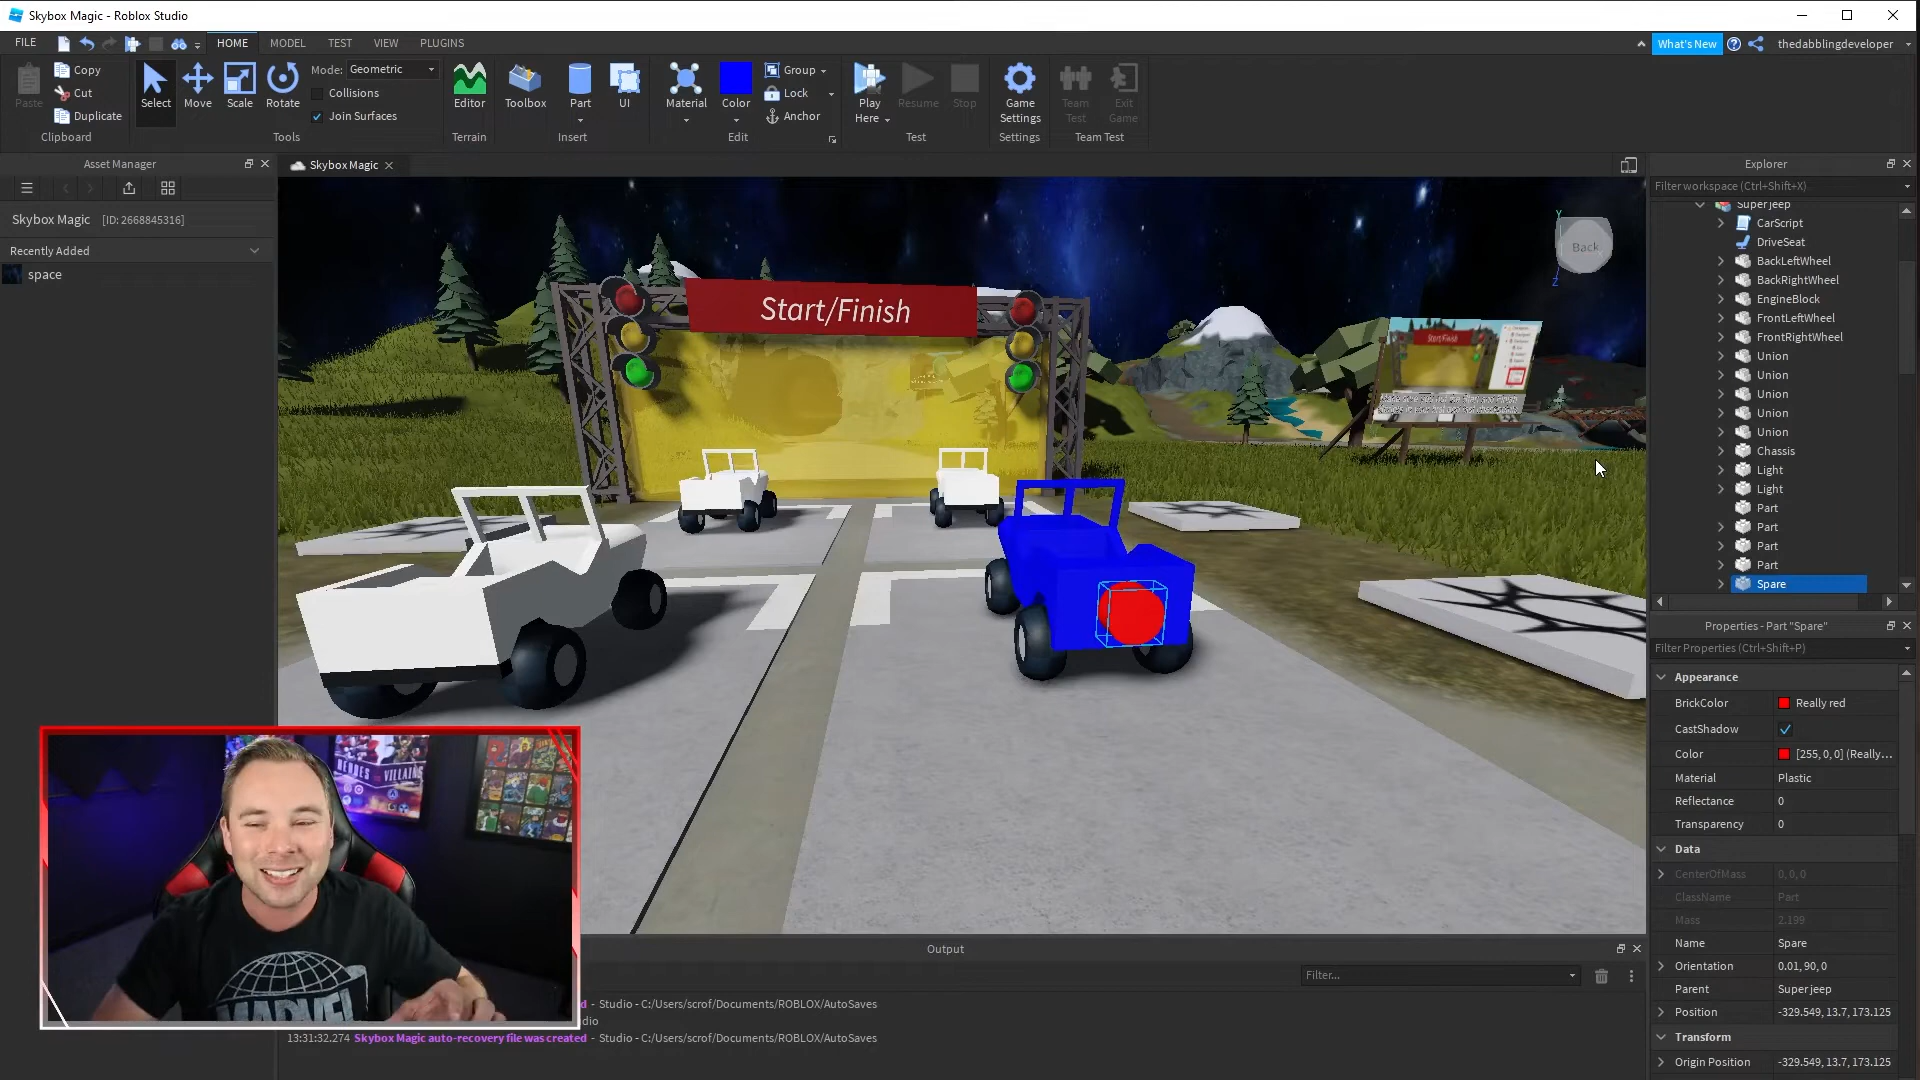 Skybox Magic - Roblox Studio
FILE
HOME
MODEL
TEST
VIEW
PLUGINS
What's New
thedabblingdeveloper
Paste
Copy
Cut
Duplicate
Clipboard
Select
Move
Scale
Rotate
Mode: Geometric
Collisions
Join Surfaces
Tools
Editor
Terrain
Toolbox
Part
UI
Insert
Material
Color
Group
Lock
Anchor
Edit
Play Here
Resume
Stop
Test
Game Settings
Settings
Team Test
Exit Game
Team Test
Asset Manager
Skybox Magic [ID: 2668845316]
Recently Added
space
Skybox Magic
Start/Finish
Back
Y
Z
HEROES VILLAINS
MARVEL
Output
Filter...
d - Studio - C:/Users/scrof/Documents/ROBLOX/AutoSaves
dio
13:31:32.274 Skybox Magic auto-recovery file was created - Studio - C:/Users/scrof/Documents/ROBLOX/AutoSaves
Explorer
Filter workspace (Ctrl+Shift+X)
Super jeep
CarScript
DriveSeat
BackLeftWheel
BackRightWheel
EngineBlock
FrontLeftWheel
FrontRightWheel
Union
Union
Union
Union
Union
Chassis
Light
Light
Part
Part
Part
Part
Spare
Properties - Part "Spare"
Filter Properties (Ctrl+Shift+P)
Appearance
BrickColor Really red
CastShadow
Color [255, 0, 0] (Really...
Material Plastic
Reflectance 0
Transparency 0
Data
CenterOfMass 0, 0, 0
ClassName Part
Mass 2.199
Name Spare
Orientation 0.01, 90, 0
Parent Super jeep
Position -329.549, 13.7, 173.125
Transform
Origin Position -329.549, 13.7, 173.125